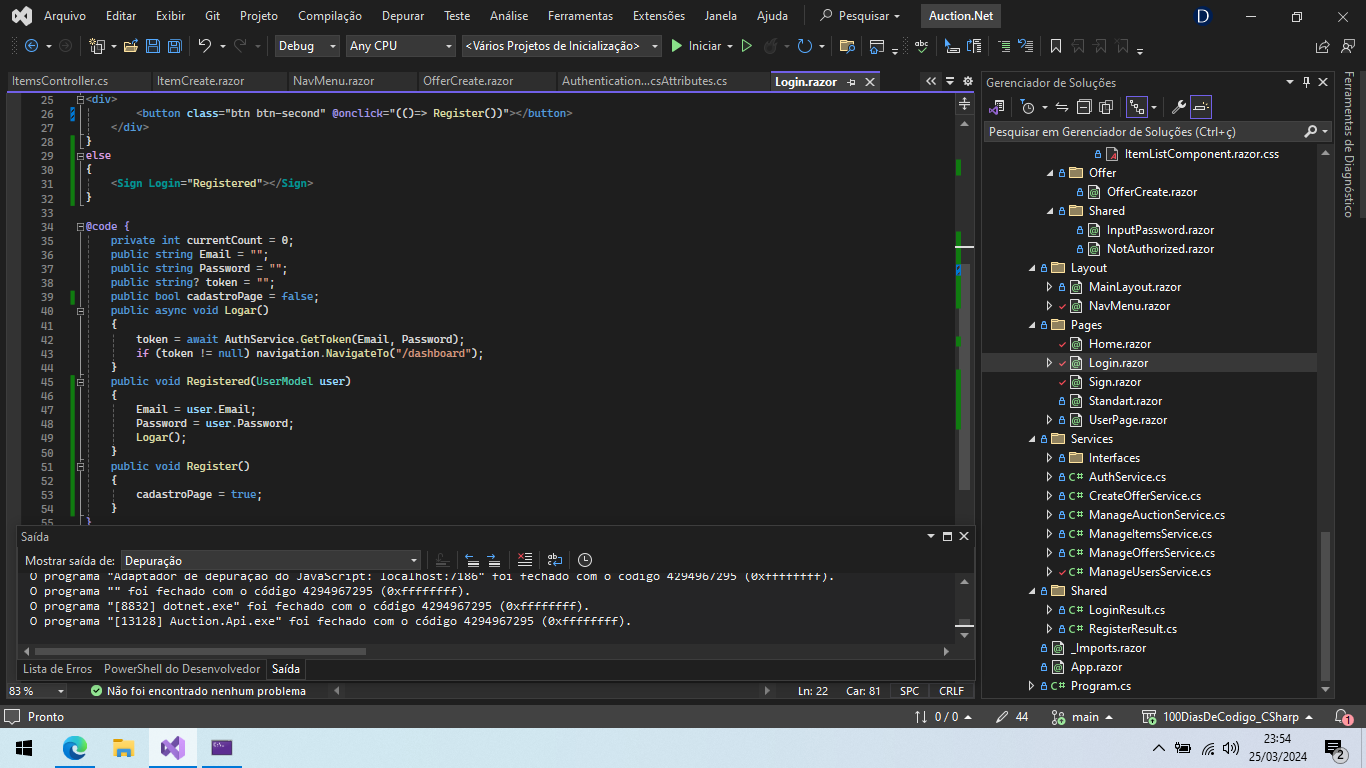 Arquivo Editar Exibir Git Projeto Compilação Depurar Teste Análise Ferramentas Extensões Janela Ajuda Pesquisar Auction.Net D
Debug Any CPU <Vários Projetos de Inicialização> Iniciar
ItemsController.cs ItemCreate.razor NavMenu.razor OfferCreate.razor Authentication...csAttributes.cs Login.razor
25 <div>
26 <button class="btn btn-second" @onclick="(()=> Register())"></button>
27 </div>
28 }
29 else
30 {
31 <Sign Login="Registered"></Sign>
32 }
33
34 @code {
35 private int currentCount = 0;
36 public string Email = "";
37 public string Password = "";
38 public string? token = "";
39 public bool cadastroPage = false;
40 public async void Logar()
41 {
42 token = await AuthService.GetToken(Email, Password);
43 if (token != null) navigation.NavigateTo("/dashboard");
44 }
45 public void Registered(UserModel user)
46 {
47 Email = user.Email;
48 Password = user.Password;
49 Logar();
50 }
51 public void Register()
52 {
53 cadastroPage = true;
54 }
55 }
Saída
Mostrar saída de: Depuração
O programa "Adaptador de depuração do JavaScript: localhost:7186" foi fechado com o código 4294967295 (0xffffffff).
O programa "" foi fechado com o código 4294967295 (0xffffffff).
O programa "[8832] dotnet.exe" foi fechado com o código 4294967295 (0xffffffff).
O programa "[13128] Auction.Api.exe" foi fechado com o código 4294967295 (0xffffffff).
Lista de Erros PowerShell do Desenvolvedor Saída
83 % Não foi encontrado nenhum problema Ln: 22 Car: 81 SPC CRLF
Gerenciador de Soluções
Pesquisar em Gerenciador de Soluções (Ctrl+ç)
ItemListComponent.razor.css
Offer
OfferCreate.razor
Shared
InputPassword.razor
NotAuthorized.razor
Layout
MainLayout.razor
NavMenu.razor
Pages
Home.razor
Login.razor
Sign.razor
Standart.razor
UserPage.razor
Services
Interfaces
C# AuthService.cs
C# CreateOfferService.cs
C# ManageAuctionService.cs
C# ManageItemsService.cs
C# ManageOffersService.cs
C# ManageUsersService.cs
Shared
C# LoginResult.cs
C# RegisterResult.cs
_Imports.razor
App.razor
C# Program.cs
Ferramentas de Diagnóstico
Pronto 0 / 0 44 main 100DiasDeCodigo_CSharp 1
23:54
25/03/2024
2